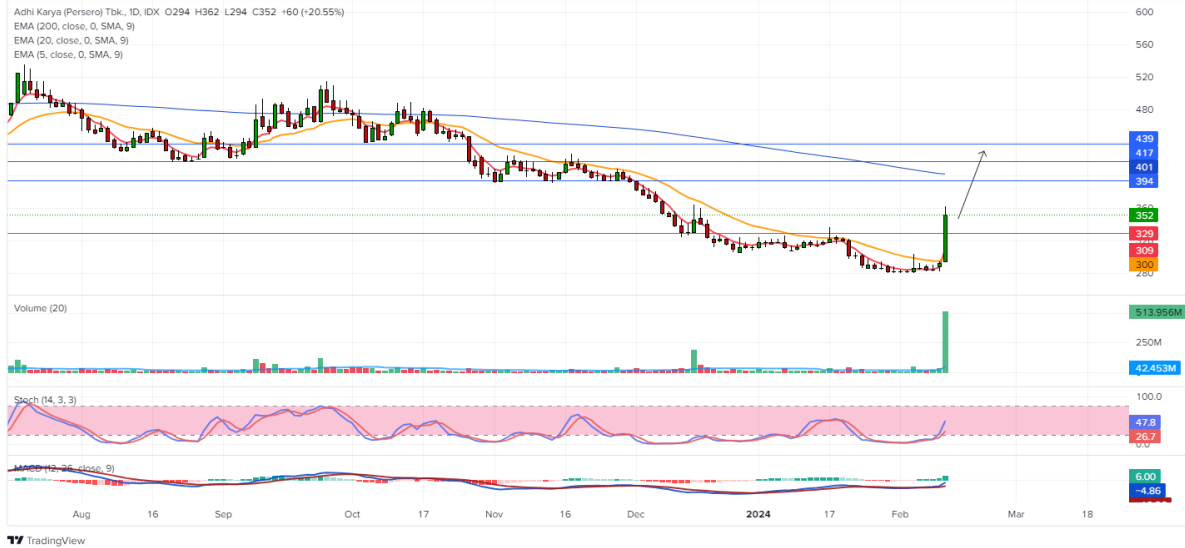 Adhi Karya (Persero) Tbk., 1D, IDX O294 H362 L294 C352 +60 (+20.55%)
EMA (200, close, 0, SMA, 9)
EMA (20, close, 0, SMA, 9)
EMA (5, close, 0, SMA, 9)
600
560
520
480
439
417
401
394
360
352
329
309
300
280
Volume (20)
513.956M
250M
42.453M
Stoch (14, 3, 3)
100.0
47.8
26.7
MACD (12, 26, close, 9)
6.00
−4.86
Aug 16 Sep Oct 17 Nov 16 Dec 2024 17 Feb Mar 18
TradingView